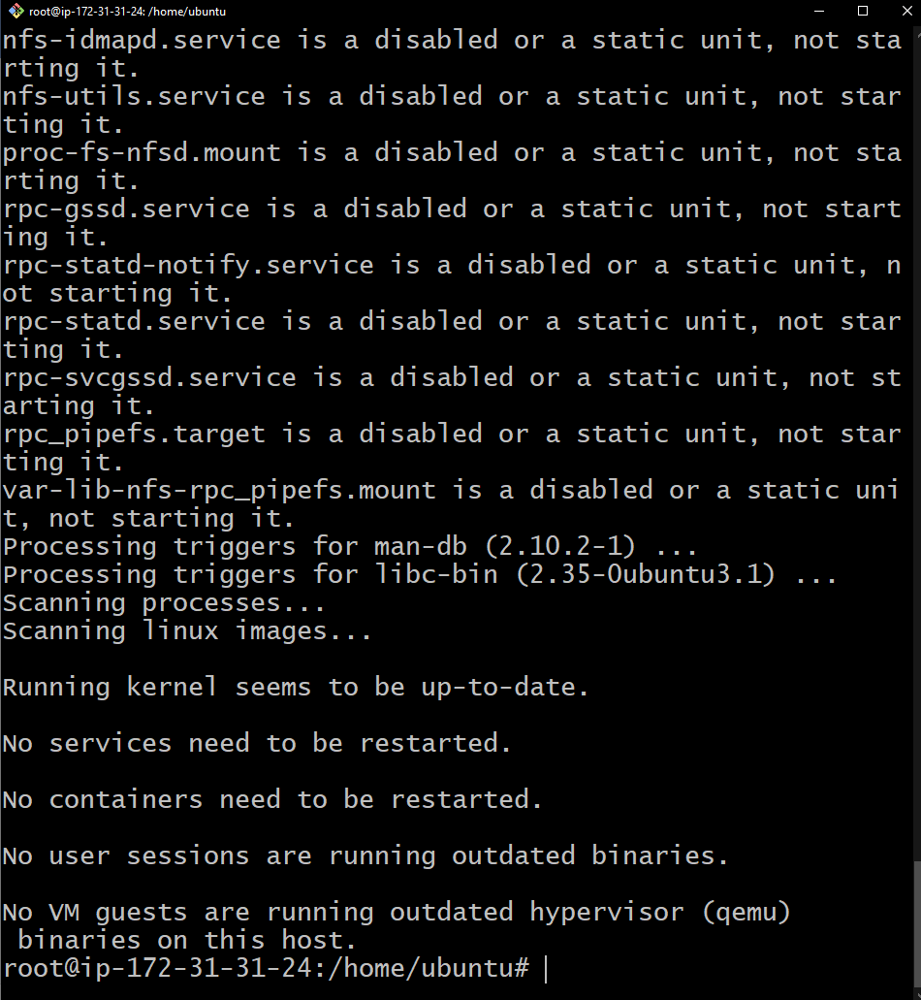 root@ip-172-31-31-24: /home/ubuntu
nfs-idmapd.service is a disabled or a static unit, not sta
rting it.
nfs-utils.service is a disabled or a static unit, not star
ting it.
proc-fs-nfsd.mount is a disabled or a static unit, not sta
rting it.
rpc-gssd.service is a disabled or a static unit, not start
ing it.
rpc-statd-notify.service is a disabled or a static unit, n
ot starting it.
rpc-statd.service is a disabled or a static unit, not star
ting it.
rpc-svcgssd.service is a disabled or a static unit, not st
arting it.
rpc_pipefs.target is a disabled or a static unit, not star
ting it.
var-lib-nfs-rpc_pipefs.mount is a disabled or a static uni
t, not starting it.
Processing triggers for man-db (2.10.2-1) ...
Processing triggers for libc-bin (2.35-0ubuntu3.1) ...
Scanning processes...
Scanning linux images...
Running kernel seems to be up-to-date.
No services need to be restarted.
No containers need to be restarted.
No user sessions are running outdated binaries.
No VM guests are running outdated hypervisor (qemu)
 binaries on this host.
root@ip-172-31-31-24:/home/ubuntu#